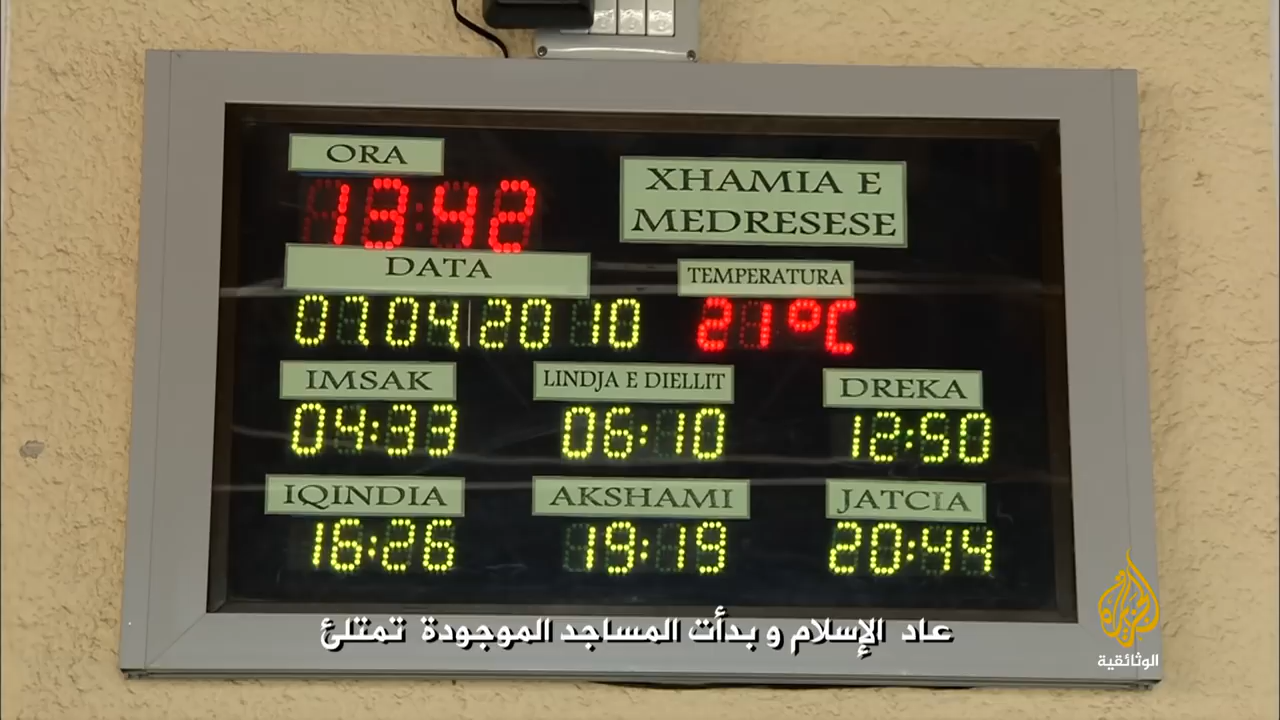 ORA
13:42
XHAMIA E
MEDRESESE
DATA
TEMPERATURA
07.04.2010
21°C
IMSAK
LINDJA E DIELLIT
DREKA
04:33
06:10
12:50
IQINDIA
AKSHAMI
JATCIA
16:26
19:19
20:44
عاد الإسلام و بدأت المساجد الموجودة تمتلئ
الجزيرة
الوثائقية